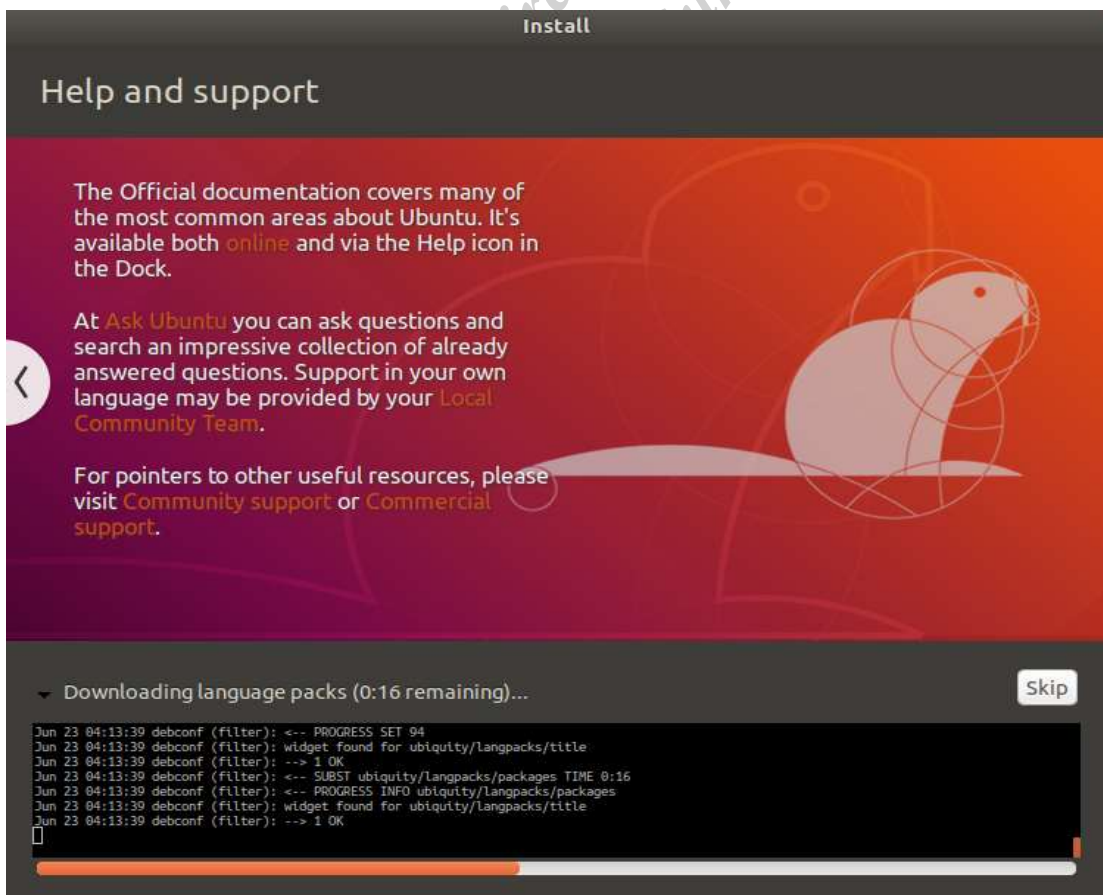 Install
Help and support
The Official documentation covers many of
the most common areas about Ubuntu. It's
available both online and via the Help icon in
the Dock.
At Ask Ubuntu you can ask questions and
search an impressive collection of already
answered questions. Support in your own
language may be provided by your Local
Community Team.
For pointers to other useful resources, please
visit Community support or Commercial
support.
Downloading language packs (0:16 remaining)...
Skip
Jun 23 04:13:39 debconf (filter): <-- PROGRESS SET 94
Jun 23 04:13:39 debconf (filter): widget found for ubiquity/langpacks/title
Jun 23 04:13:39 debconf (filter): --> 1 OK
Jun 23 04:13:39 debconf (filter): <-- SUBST ubiquity/langpacks/packages TIME 0:16
Jun 23 04:13:39 debconf (filter): <-- PROGRESS INFO ubiquity/langpacks/packages
Jun 23 04:13:39 debconf (filter): widget found for ubiquity/langpacks/title
Jun 23 04:13:39 debconf (filter): --> 1 OK